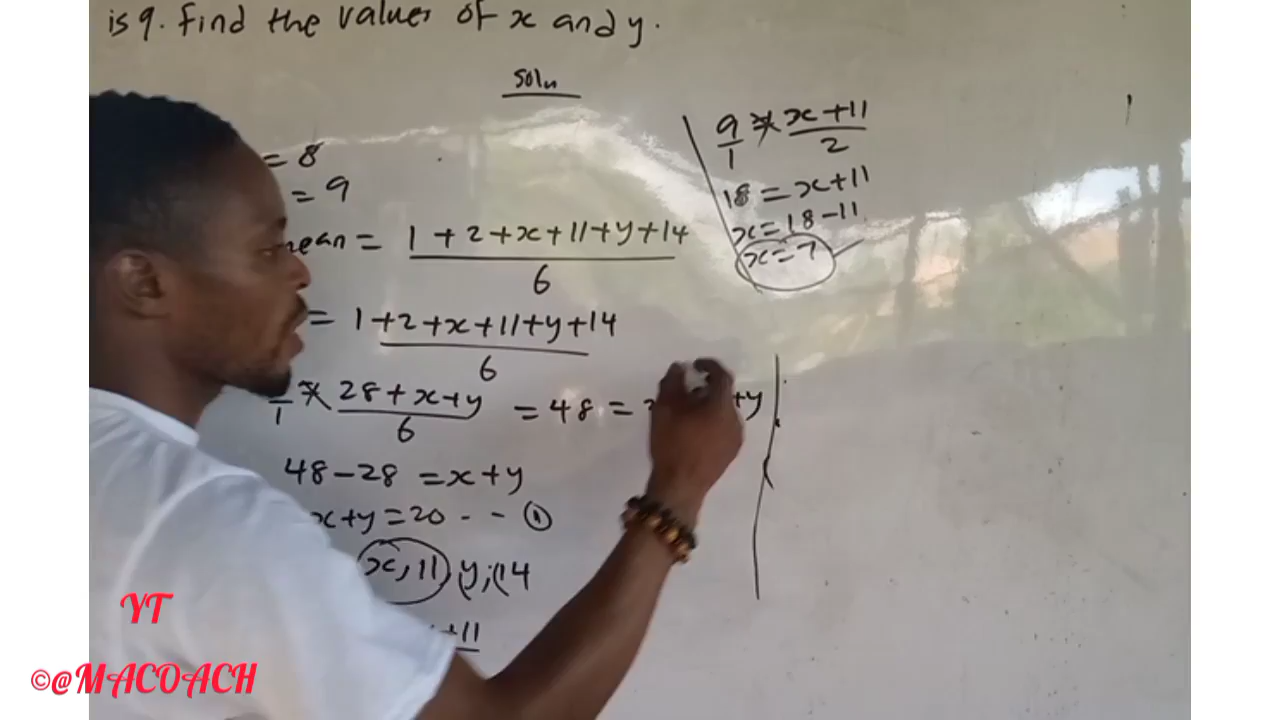 is 9. Find the values of x and y.
Soln
= 8
= 9
mean = 1 + 2 + x + 11 + y + 14
6
= 1 + 2 + x + 11 + y + 14
6
1 28 + x + y
6
= 48 = + y
48 - 28 = x + y
x + y = 20 - - ①
x, 11, y, 14
+ 11
9 x + 11
1 2
18 = x + 11
x = 18 - 11
x = 7
YT
©@MACOACH